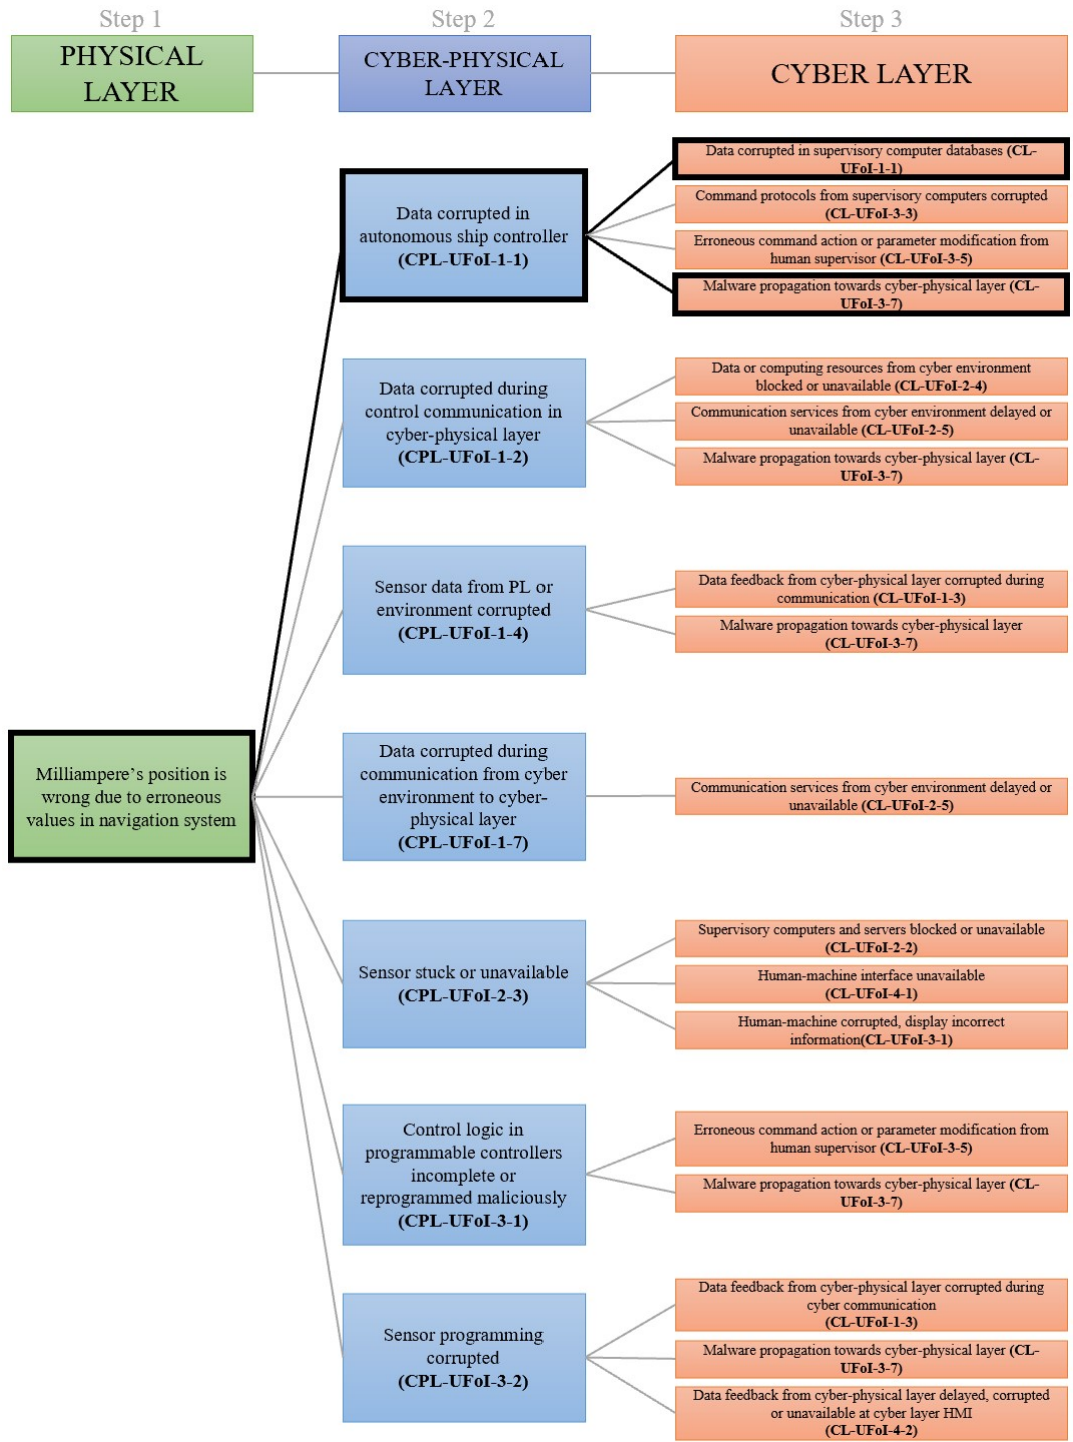 Step 1
Step 2
Step 3
PHYSICAL
LAYER
CYBER-PHYSICAL
LAYER
CYBER LAYER
Data corrupted in
autonomous ship controller
(CPL-UFoI-1-1)
Data corrupted in supervisory computer databases (CL-
UFoI-1-1)
Command protocols from supervisory computers corrupted
(CL-UFoI-3-3)
Erroneous command action or parameter modification from
human supervisor (CL-UFoI-3-5)
Malware propagation towards cyber-physical layer (CL-
UFoI-3-7)
Data corrupted during
control communication in
cyber-physical layer
(CPL-UFoI-1-2)
Data or computing resources from cyber environment
blocked or unavailable (CL-UFoI-2-4)
Communication services from cyber environment delayed or
unavailable (CL-UFoI-2-5)
Malware propagation towards cyber-physical layer (CL-
UFoI-3-7)
Sensor data from PL or
environment corrupted
(CPL-UFoI-1-4)
Data feedback from cyber-physical layer corrupted during
communication (CL-UFoI-1-3)
Malware propagation towards cyber-physical layer
(CL-UFoI-3-7)
Milliampere's position is
wrong due to erroneous
values in navigation system
Data corrupted during
communication from cyber
environment to cyber-
physical layer
(CPL-UFoI-1-7)
Communication services from cyber environment delayed or
unavailable (CL-UFoI-2-5)
Sensor stuck or unavailable
(CPL-UFoI-2-3)
Supervisory computers and servers blocked or unavailable
(CL-UFoI-2-2)
Human-machine interface unavailable
(CL-UFoI-4-1)
Human-machine corrupted, display incorrect
information(CL-UFoI-3-1)
Control logic in
programmable controllers
incomplete or
reprogrammed maliciously
(CPL-UFoI-3-1)
Erroneous command action or parameter modification from
human supervisor (CL-UFoI-3-5)
Malware propagation towards cyber-physical layer (CL-
UFoI-3-7)
Sensor programming
corrupted
(CPL-UFoI-3-2)
Data feedback from cyber-physical layer corrupted during
cyber communication
(CL-UFoI-1-3)
Malware propagation towards cyber-physical layer (CL-
UFoI-3-7)
Data feedback from cyber-physical layer delayed, corrupted
or unavailable at cyber layer HMI
(CL-UFoI-4-2)